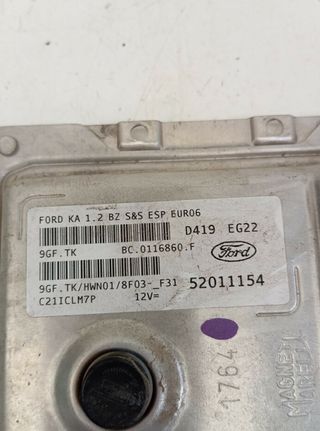 FORD KA 1.2 BZ S&S ESP EURO6
D419 EG22
9GF.TK BC.0116860.F
Ford
9GF.TK/HWN01/8F03-_F31 52011154
C21ICLM7P 12V=
1764
MAGNETI
MARELLI